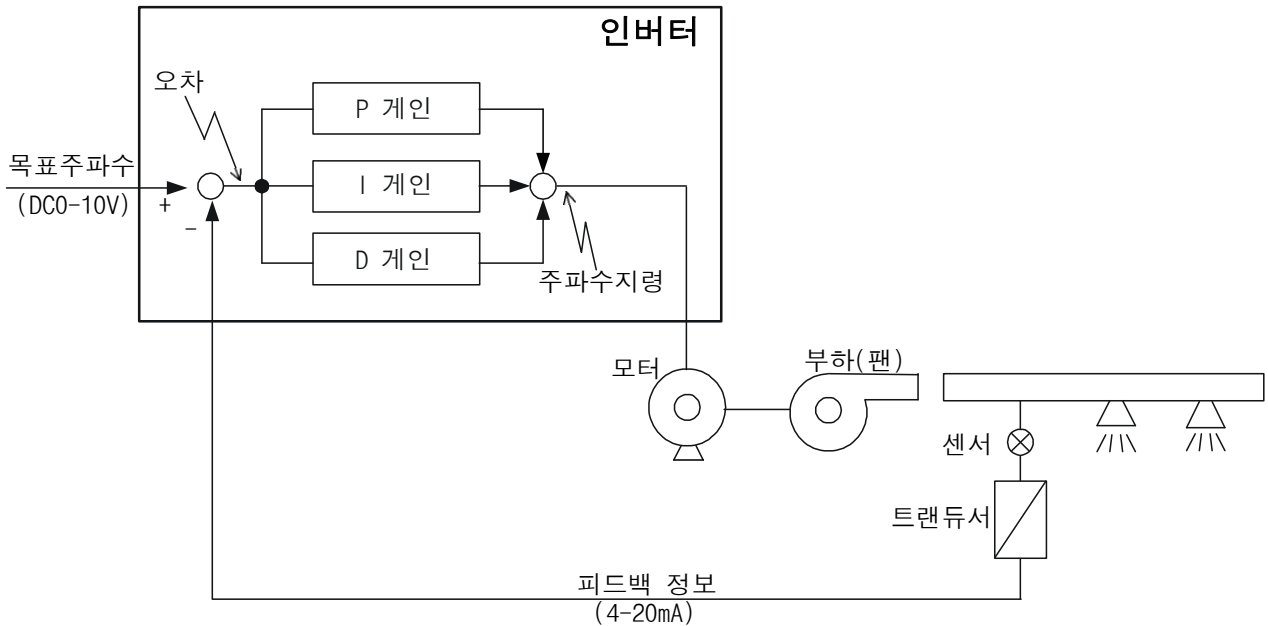 인버터
오차
P 게인
목표주파수
(DC0-10V)
+
-
I 게인
D 게인
주파수지령
모터
부하(팬)
센서
트랜듀서
피드백 정보
(4-20mA)